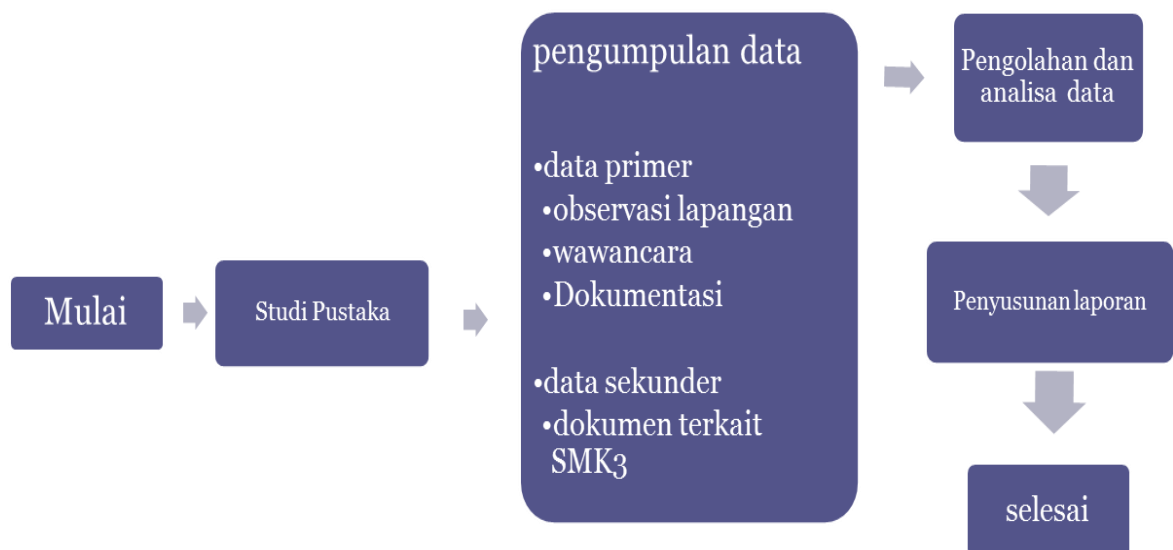 Mulai
Studi Pustaka
pengumpulan data
•data primer
•observasi lapangan
•wawancara
•Dokumentasi
•data sekunder
•dokumen terkait
SMK3
Pengolahan dan
analisa data
Penyusunan laporan
selesai